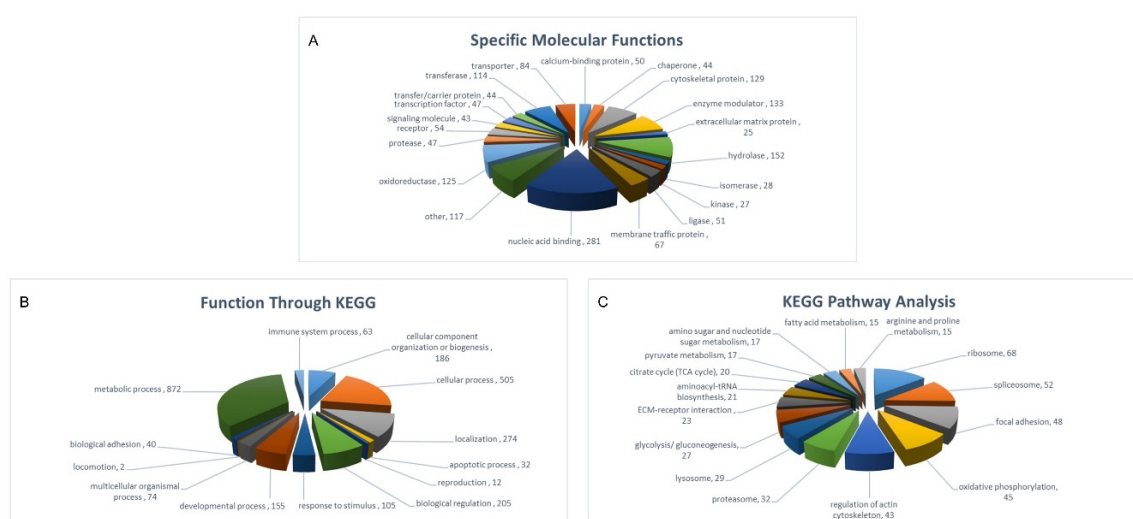 A
Specific Molecular Functions
transporter , 84
calcium-binding protein , 50
chaperone , 44
transferase , 114
cytoskeletal protein , 129
transfer/carrier protein , 44
transcription factor , 47
enzyme modulator , 133
signaling molecule , 43
extracellular matrix protein ,
25
receptor , 54
protease , 47
hydrolase , 152
oxidoreductase , 125
isomerase , 28
kinase , 27
other, 117
ligase , 51
membrane traffic protein ,
67
nucleic acid binding , 281
B
Function Through KEGG
immune system process , 63
cellular component
organization or biogenesis ,
186
metabolic process , 872
cellular process , 505
biological adhesion , 40
localization , 274
locomotion, 2
apoptotic process , 32
multicellular organismal
process , 74
reproduction , 12
developmental process , 155
response to stimulus , 105
biological regulation , 205
C
KEGG Pathway Analysis
fatty acid metabolism, 15
arginine and proline
metabolism, 15
amino sugar and nucleotide
sugar metabolism, 17
ribosome, 68
pyruvate metabolism, 17
citrate cycle (TCA cycle), 20
spliceosome, 52
aminoacyl-tRNA
biosynthesis, 21
ECM-receptor interaction ,
23
focal adhesion, 48
glycolysis/ gluconeogenesis,
27
lysosome, 29
oxidative phosphorylation,
45
proteasome, 32
regulation of actin
cytoskeleton, 43